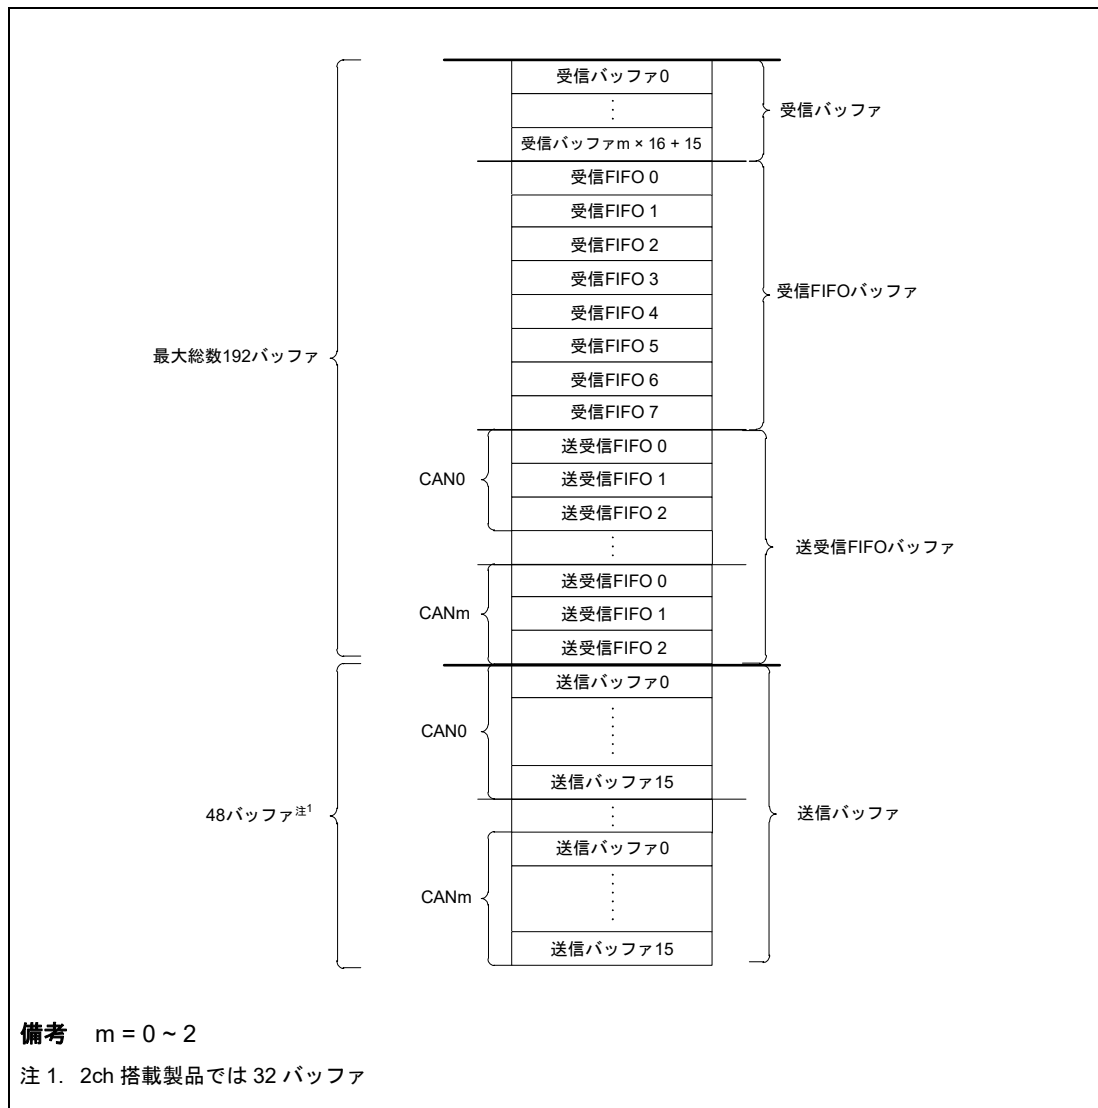 受信バッファ0
受信バッファ
受信バッファm × 16 + 15
受信FIFO 0
受信FIFO 1
受信FIFO 2
受信FIFO 3
受信FIFOバッファ
受信FIFO 4
受信FIFO 5
最大総数192バッファ
受信FIFO 6
受信FIFO 7
送受信FIFO 0
CAN0
送受信FIFO 1
送受信FIFO 2
送受信FIFOバッファ
送受信FIFO 0
CANm
送受信FIFO 1
送受信FIFO 2
送信バッファ0
CAN0
送信バッファ15
48バッファ注1
送信バッファ
送信バッファ0
CANm
送信バッファ15
備考 m = 0 ~ 2
注 1. 2ch 搭載製品では 32 バッファ